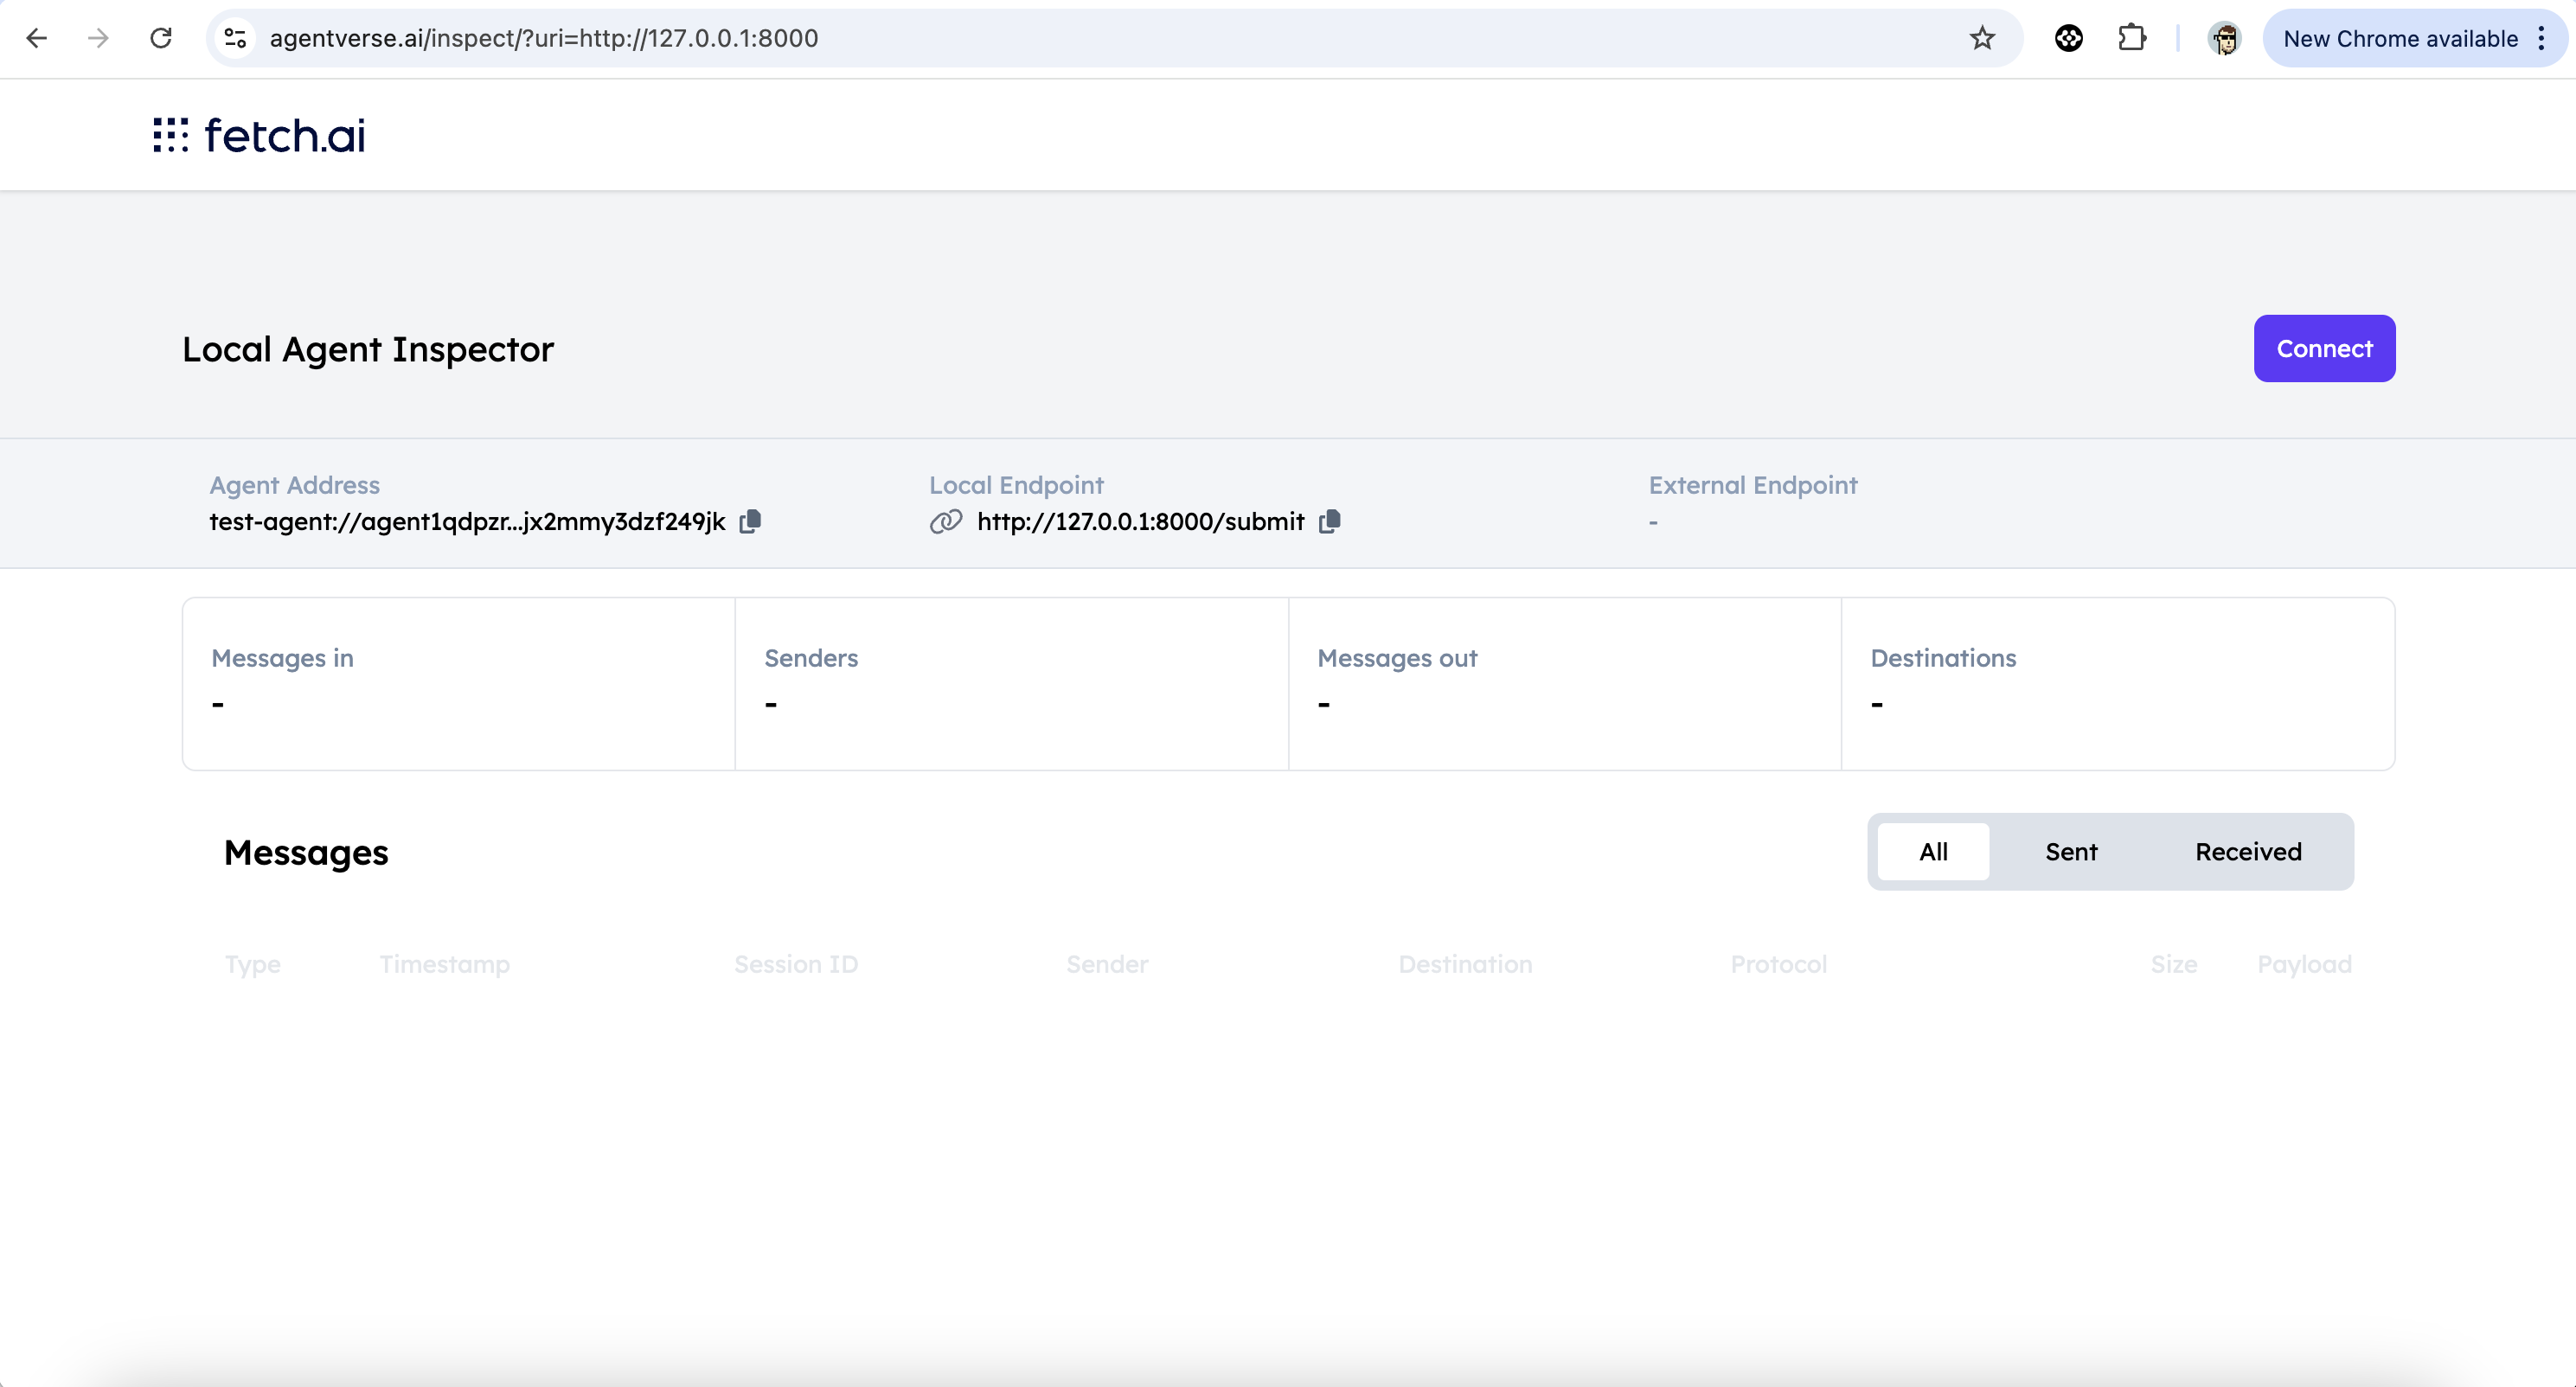 agentverse.ai/inspect/?uri=http://127.0.0.1:8000
New Chrome available
fetch.ai
Local Agent Inspector
Connect
Agent Address
Local Endpoint
External Endpoint
test-agent://agent1qdpzr...jx2mmy3dzf249jk
http://127.0.0.1:8000/submit
-
Messages in
Senders
Messages out
Destinations
-
-
-
-
Messages
All
Sent
Received
Type
Timestamp
Session ID
Sender
Destination
Protocol
Size
Payload